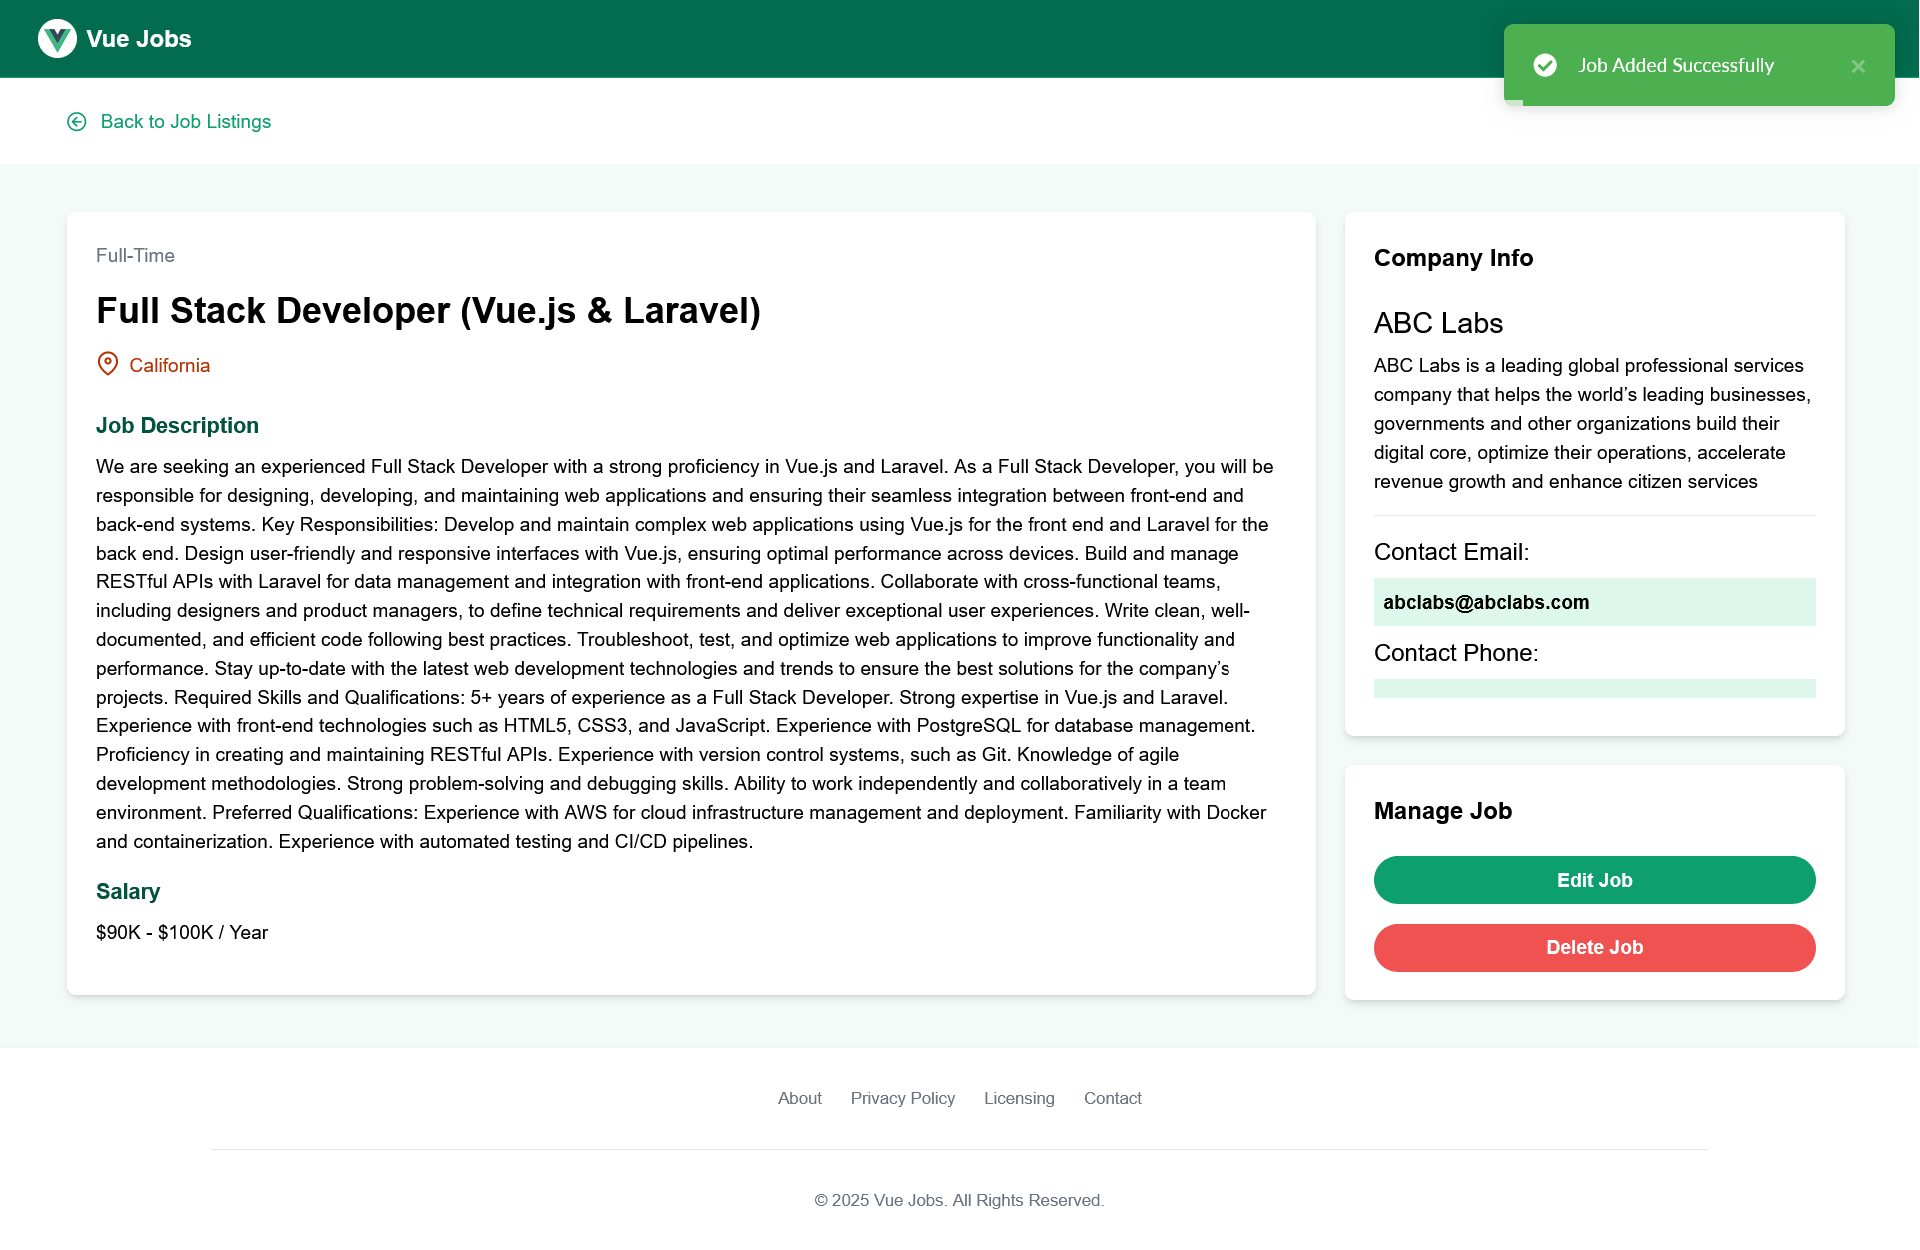 Vue Jobs
Job Added Successfully
Back to Job Listings
Full-Time
Full Stack Developer (Vue.js & Laravel)
California
Job Description
We are seeking an experienced Full Stack Developer with a strong proficiency in Vue.js and Laravel. As a Full Stack Developer, you will be
responsible for designing, developing, and maintaining web applications and ensuring their seamless integration between front-end and
back-end systems. Key Responsibilities: Develop and maintain complex web applications using Vue.js for the front end and Laravel for the
back end. Design user-friendly and responsive interfaces with Vue.js, ensuring optimal performance across devices. Build and manage
RESTful APIs with Laravel for data management and integration with front-end applications. Collaborate with cross-functional teams,
including designers and product managers, to define technical requirements and deliver exceptional user experiences. Write clean, well-
documented, and efficient code following best practices. Troubleshoot, test, and optimize web applications to improve functionality and
performance. Stay up-to-date with the latest web development technologies and trends to ensure the best solutions for the company’s
projects. Required Skills and Qualifications: 5+ years of experience as a Full Stack Developer. Strong expertise in Vue.js and Laravel.
Experience with front-end technologies such as HTML5, CSS3, and JavaScript. Experience with PostgreSQL for database management.
Proficiency in creating and maintaining RESTful APIs. Experience with version control systems, such as Git. Knowledge of agile
development methodologies. Strong problem-solving and debugging skills. Ability to work independently and collaboratively in a team
environment. Preferred Qualifications: Experience with AWS for cloud infrastructure management and deployment. Familiarity with Docker
and containerization. Experience with automated testing and CI/CD pipelines.
Salary
$90K - $100K / Year
Company Info
ABC Labs
ABC Labs is a leading global professional services
company that helps the world’s leading businesses,
governments and other organizations build their
digital core, optimize their operations, accelerate
revenue growth and enhance citizen services
Contact Email:
abclabs@abclabs.com
Contact Phone:
Manage Job
Edit Job
Delete Job
About
Privacy Policy
Licensing
Contact
© 2025 Vue Jobs. All Rights Reserved.